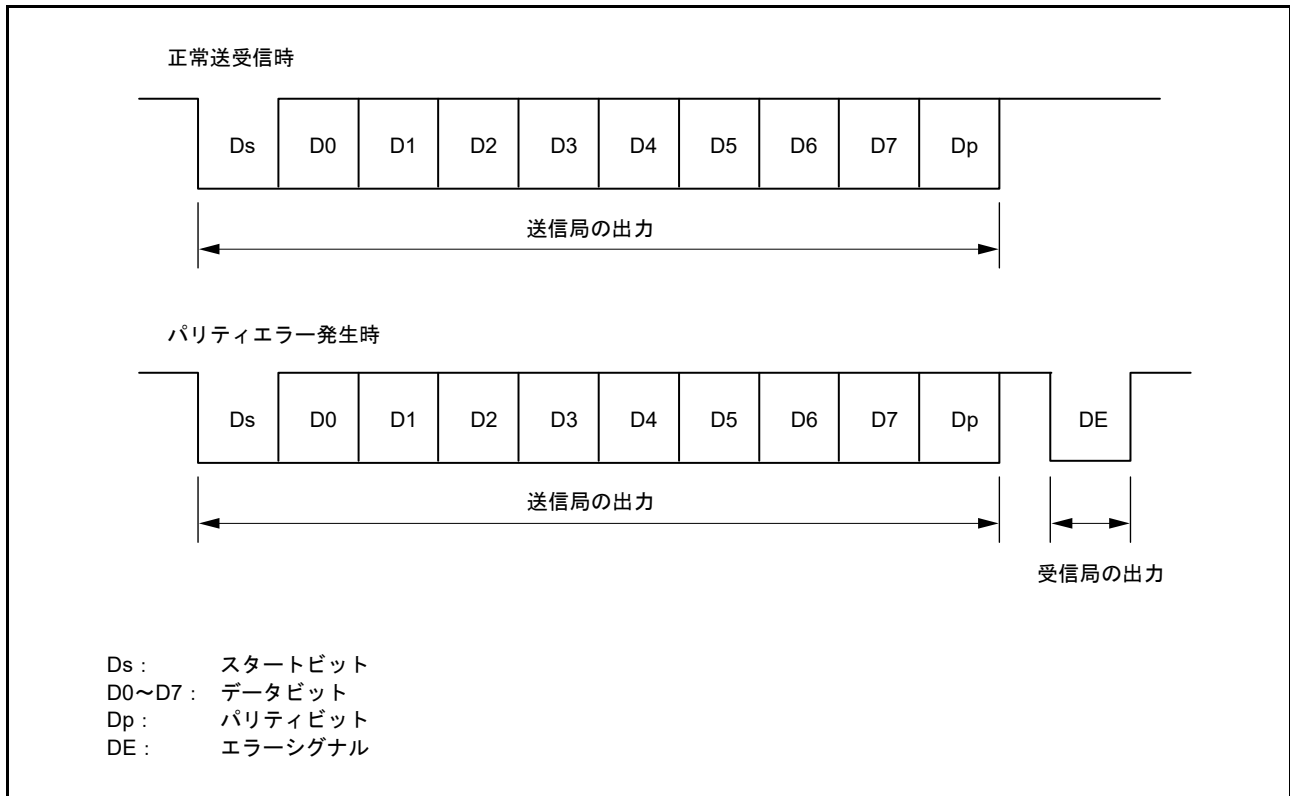 正常送受信時
Ds D0 D1 D2 D3 D4 D5 D6 D7 Dp
送信局の出力
パリティエラー発生時
Ds D0 D1 D2 D3 D4 D5 D6 D7 Dp DE
送信局の出力
受信局の出力
Ds : スタートビット
D0～D7 : データビット
Dp : パリティビット
DE : エラーシグナル